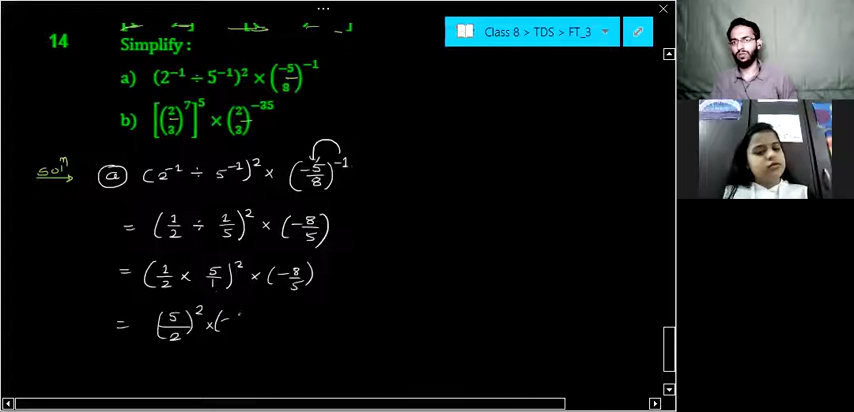 Class 8 > TDS > FT_3
14 Simplify :
a) (2⁻¹ ÷ 5⁻¹)² × (-5/8)⁻¹
b) [(2/3)⁷]⁵ × (2/3)⁻³⁵
Solⁿ a (2⁻¹ ÷ 5⁻¹)² × (-5/8)⁻¹
= (1/2 ÷ 1/5)² × (-8/5)
= (1/2 × 5/1)² × (-8/5)
= (5/2)² × (-